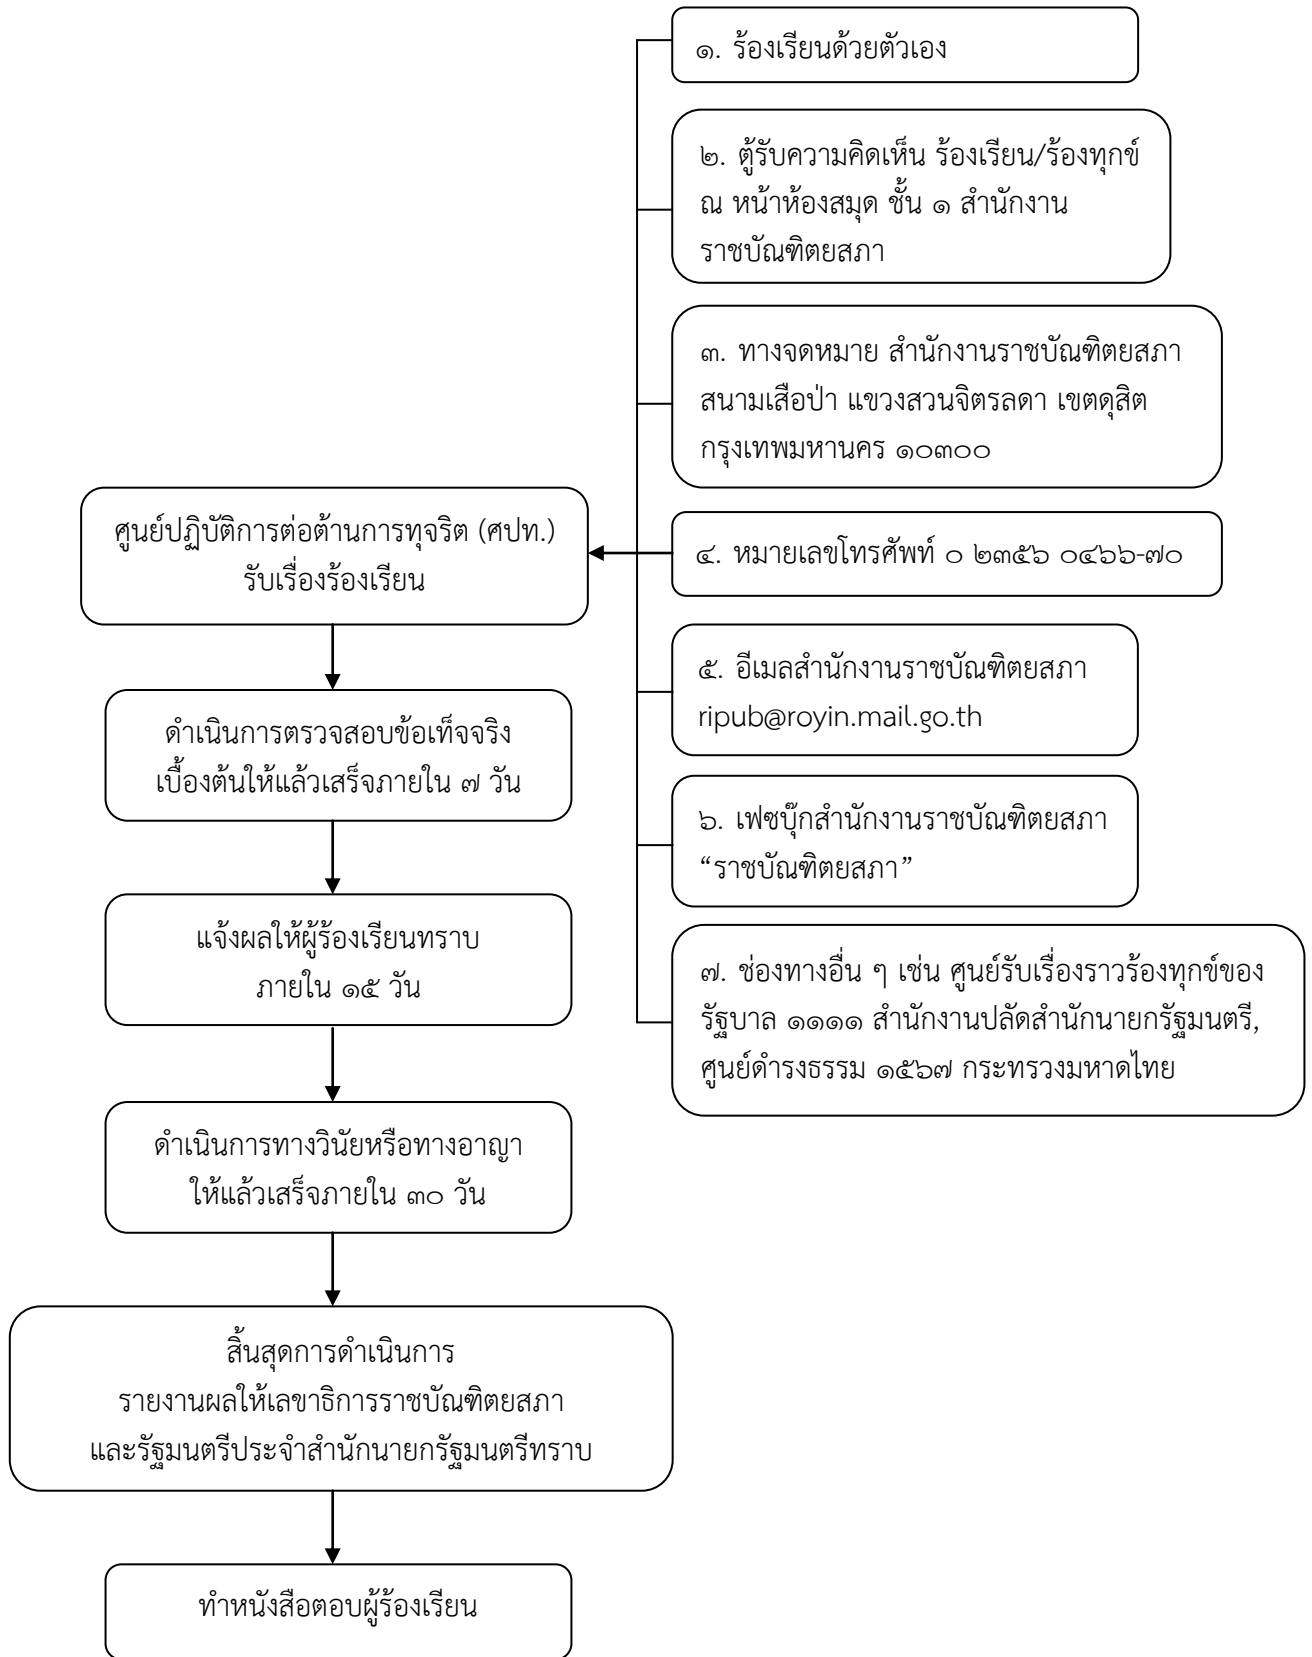 ๑. ร้องเรียนด้วยตัวเอง
๒. ตู้รับความคิดเห็น ร้องเรียน/ร้องทุกข์
ณ หน้าห้องสมุด ชั้น ๑ สำนักงาน
ราชบัณฑิตยสภา
๓. ทางจดหมาย สำนักงานราชบัณฑิตยสภา
สนามเสือป่า แขวงสวนจิตรลดา เขตดุสิต
กรุงเทพมหานคร ๑๐๓๐๐
๔. หมายเลขโทรศัพท์ ๐ ๒๓๕๖ ๐๔๖๖-๗๐
๕. อีเมลสำนักงานราชบัณฑิตยสภา
ripub@royin.mail.go.th
๖. เฟซบุ๊กสำนักงานราชบัณฑิตยสภา
“ราชบัณฑิตยสภา”
๗. ช่องทางอื่น ๆ เช่น ศูนย์รับเรื่องราวร้องทุกข์ของ
รัฐบาล ๑๑๑๑ สำนักงานปลัดสำนักนายกรัฐมนตรี,
ศูนย์ดำรงธรรม ๑๕๖๗ กระทรวงมหาดไทย
ศูนย์ปฏิบัติการต่อต้านการทุจริต (ศปท.)
รับเรื่องร้องเรียน
ดำเนินการตรวจสอบข้อเท็จจริง
เบื้องต้นให้แล้วเสร็จภายใน ๗ วัน
แจ้งผลให้ผู้ร้องเรียนทราบ
ภายใน ๑๕ วัน
ดำเนินการทางวินัยหรือทางอาญา
ให้แล้วเสร็จภายใน ๓๐ วัน
สิ้นสุดการดำเนินการ
รายงานผลให้เลขาธิการราชบัณฑิตยสภา
และรัฐมนตรีประจำสำนักนายกรัฐมนตรีทราบ
ทำหนังสือตอบผู้ร้องเรียน